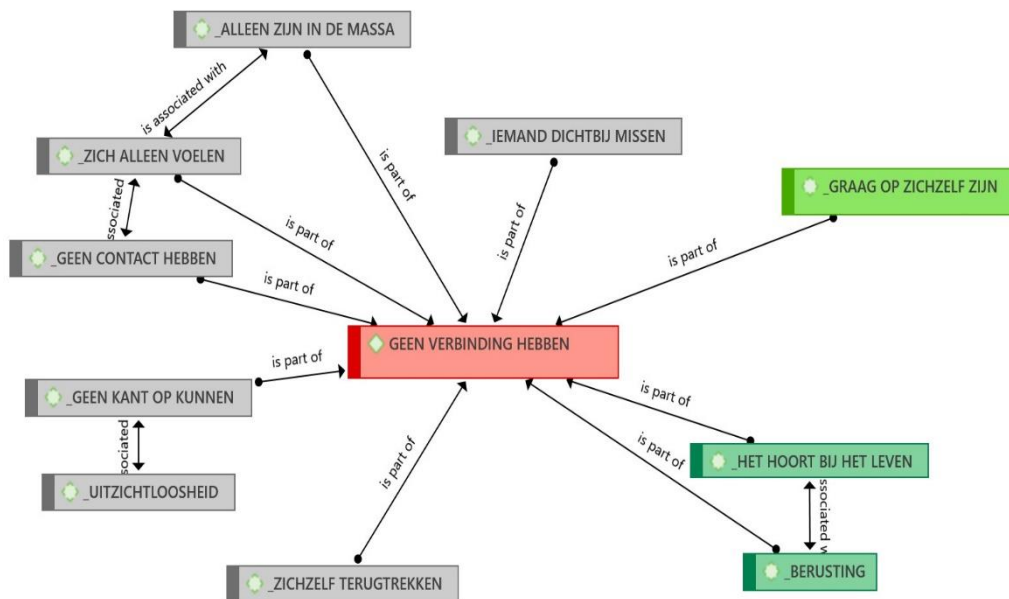 _ALLEEN ZIJN IN DE MASSA
is associated with
_IEMAND DICHTBIJ MISSEN
_ZICH ALLEEN VOELEN
is part of
_GRAAG OP ZICHZELF ZIJN
ssociated
is part of
is part of
is part of
_GEEN CONTACT HEBBEN
is part of
GEEN VERBINDING HEBBEN
is part of
_GEEN KANT OP KUNNEN
is part of
sociated
is part of
is part of
_HET HOORT BIJ HET LEVEN
_UITZICHTLOOSHEID
ssociated w
_ZICHZELF TERUGTREKKEN
_BERUSTING